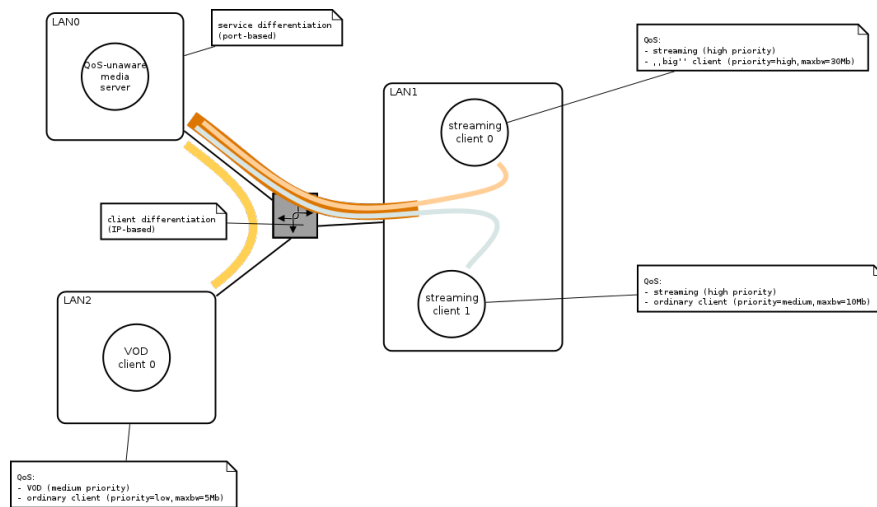 LAN0
QoS-unaware
media
server
service differentiation
(port-based)
QoS:
- streaming (high priority)
- ,,big'' client (priority=high,maxbw=30Mb)
LAN1
streaming
client 0
client differentiation
(IP-based)
QoS:
- streaming (high priority)
- ordinary client (priority=medium,maxbw=10Mb)
streaming
client 1
LAN2
VOD
client 0
QoS:
- VOD (medium priority)
- ordinary client (priority=low,maxbw=5Mb)